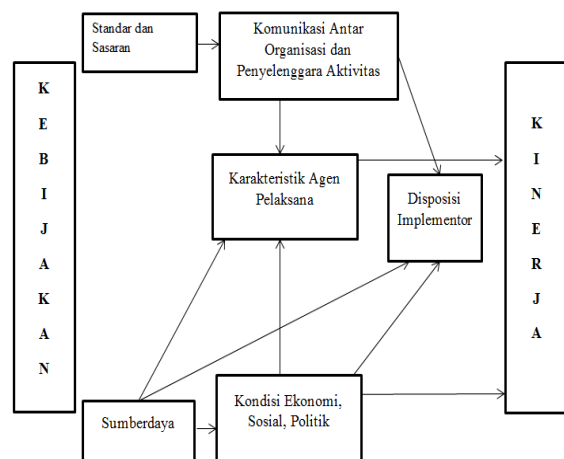 Standar dan
Sasaran
Komunikasi Antar
Organisasi dan
Penyelenggara Aktivitas
K
E
B
I
J
A
K
A
N
Karakteristik Agen
Pelaksana
Disposisi
Implementor
K
I
N
E
R
J
A
Sumberdaya
Kondisi Ekonomi,
Sosial, Politik